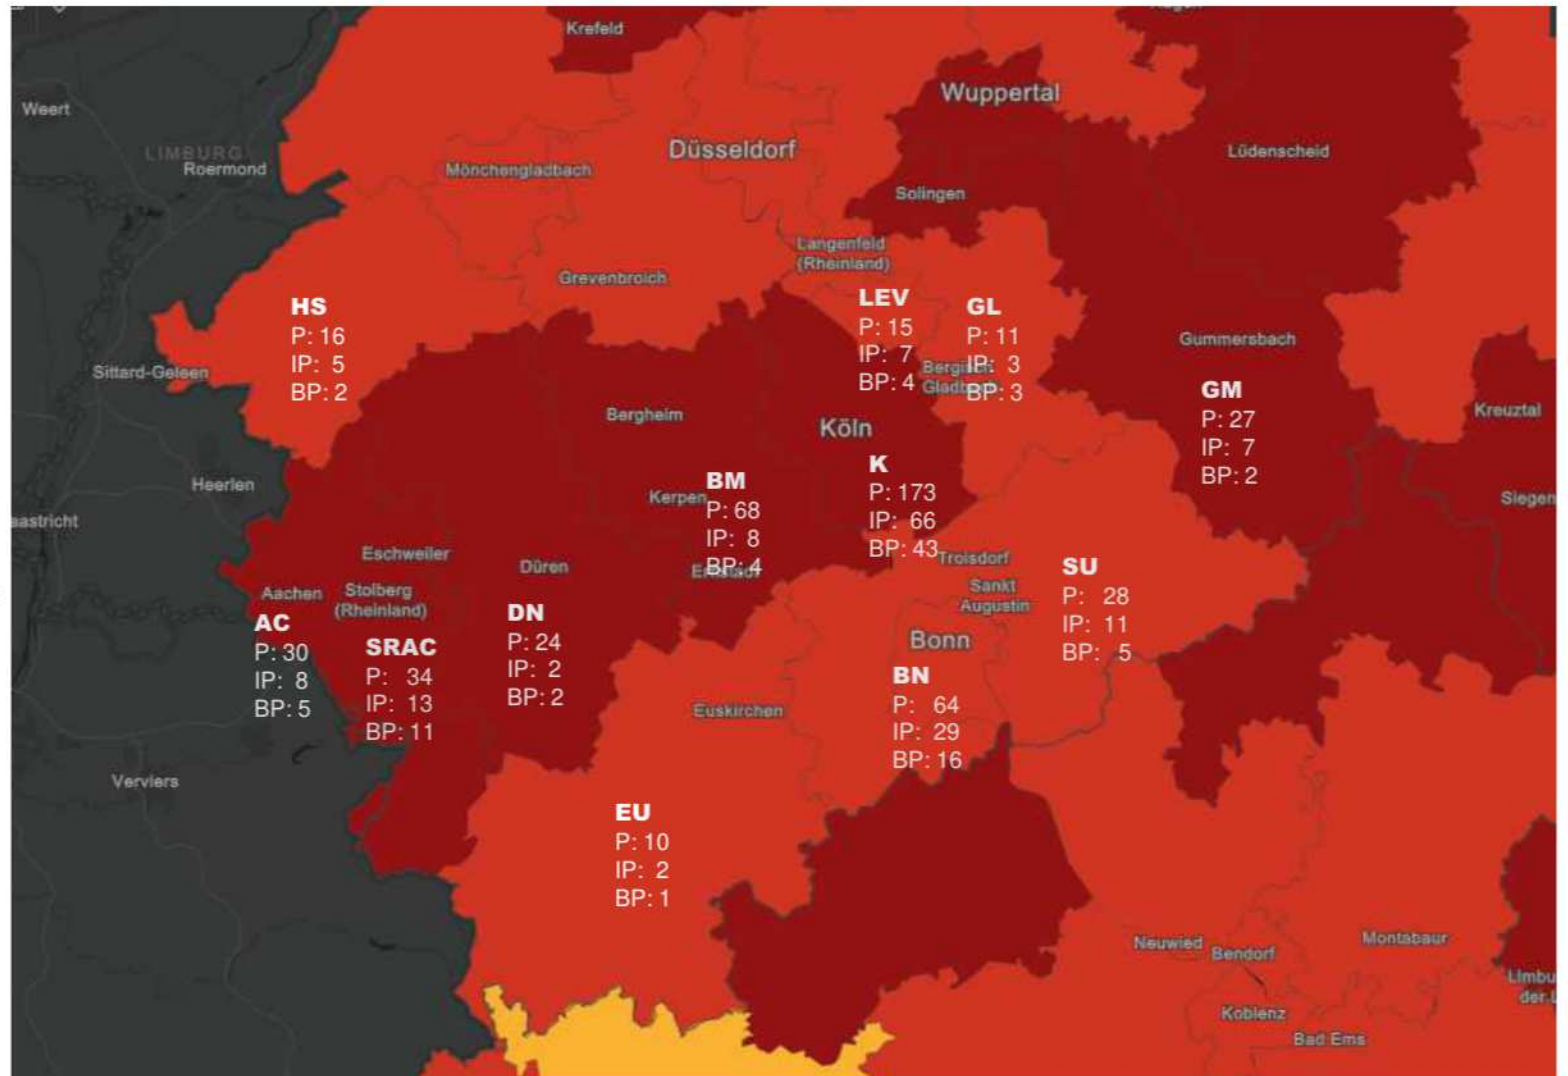 Krefeld
Weert
Wuppertal
LIMBURG
Roermond
Düsseldorf
Lüdenscheid
Mönchengladbach
Solingen
Langenfeld
(Rheinland)
Grevenbroich
HS
P: 16
IP: 5
BP: 2
LEV
P: 15
IP: 7
BP: 4
GL
P: 11
IP: 3
BP: 3
Gummersbach
Sittard-Geleen
GM
P: 27
IP: 7
BP: 2
Kreuztal
Bergheim
Köln
K
P: 173
IP: 66
BP: 43
BM
P: 68
IP: 8
BP: 4
Kerpen
Heerlen
Siegen
aastricht
Eschweiler
Düren
Troisdorf
Sankt
Augustin
SU
P: 28
IP: 11
BP: 5
Aachen
Stolberg
(Rheinland)
AC
P: 30
IP: 8
BP: 5
SRAC
P: 34
IP: 13
BP: 11
DN
P: 24
IP: 2
BP: 2
Bonn
BN
P: 64
IP: 29
BP: 16
Euskirchen
Verviers
EU
P: 10
IP: 2
BP: 1
Neuwied
Bendorf
Montabaur
Limbu
der L
Koblenz
Bad Ems